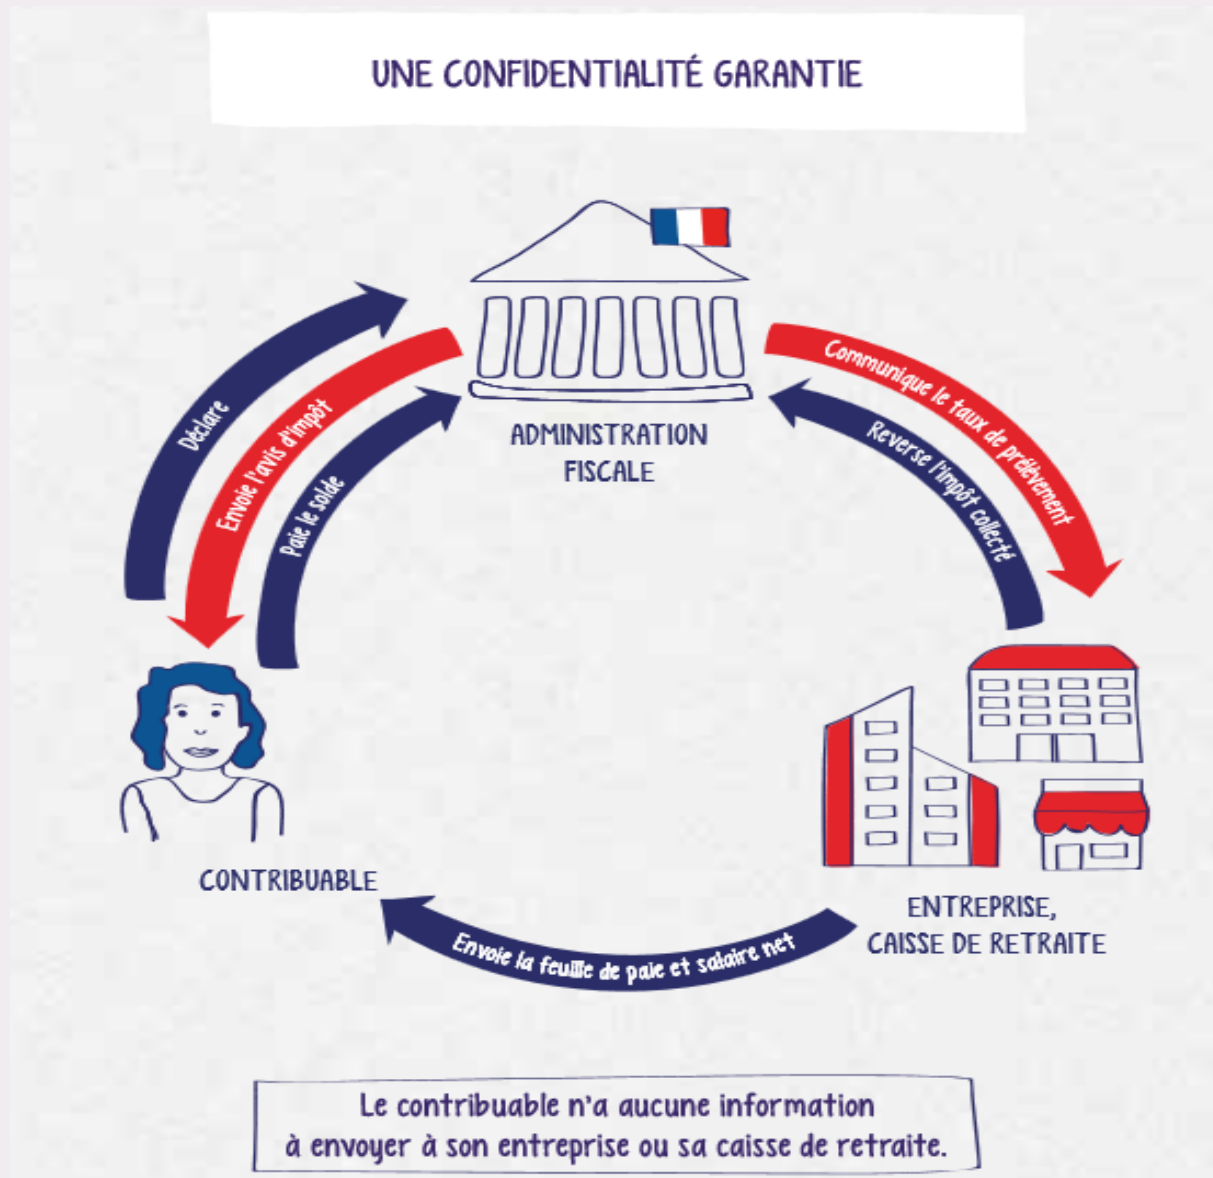 UNE CONFIDENTIALITÉ GARANTIE
Déclare
Envoie l'avis d'impôt
Paie le solde
ADMINISTRATION
FISCALE
Communique le taux de prélèvement
Reverse l'impôt collecté
CONTRIBUABLE
ENTREPRISE,
CAISSE DE RETRAITE
Envoie la feuille de paie et salaire net
Le contribuable n'a aucune information
à envoyer à son entreprise ou sa caisse de retraite.